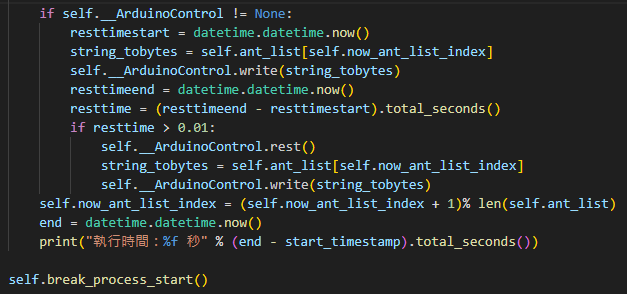 if self.__ArduinoControl != None:
resttimestart = datetime.datetime.now()
string_tobytes = self.ant_list[self.now_ant_list_index]
self.__ArduinoControl.write(string_tobytes)
resttimeend = datetime.datetime.now()
resttime = (resttimeend - resttimestart).total_seconds()
if resttime > 0.01:
self.__ArduinoControl.rest()
string_tobytes = self.ant_list[self.now_ant_list_index]
self.__ArduinoControl.write(string_tobytes)
self.now_ant_list_index = (self.now_ant_list_index + 1)% len(self.ant_list)
end = datetime.datetime.now()
print("執行時間：%f 秒" % (end - start_timestamp).total_seconds())
self.break_process_start()